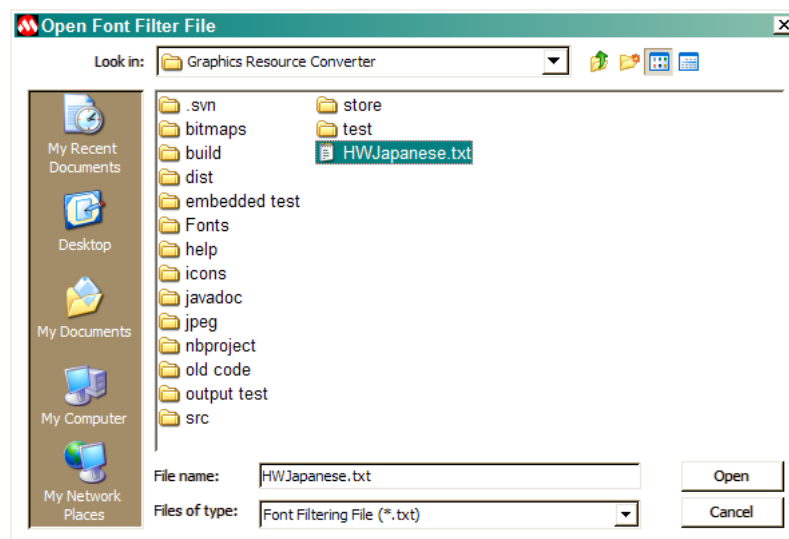 Open Font Filter File
Look in:
Graphics Resource Converter
My Recent
Documents
Desktop
My Documents
My Computer
My Network
Places
.svn
bitmaps
build
dist
embedded test
Fonts
help
icons
javadoc
jpeg
nbproject
old code
output test
src
store
test
HWJapanese.txt
File name:
HWJapanese.txt
Open
Files of type:
Font Filtering File (*.txt)
Cancel